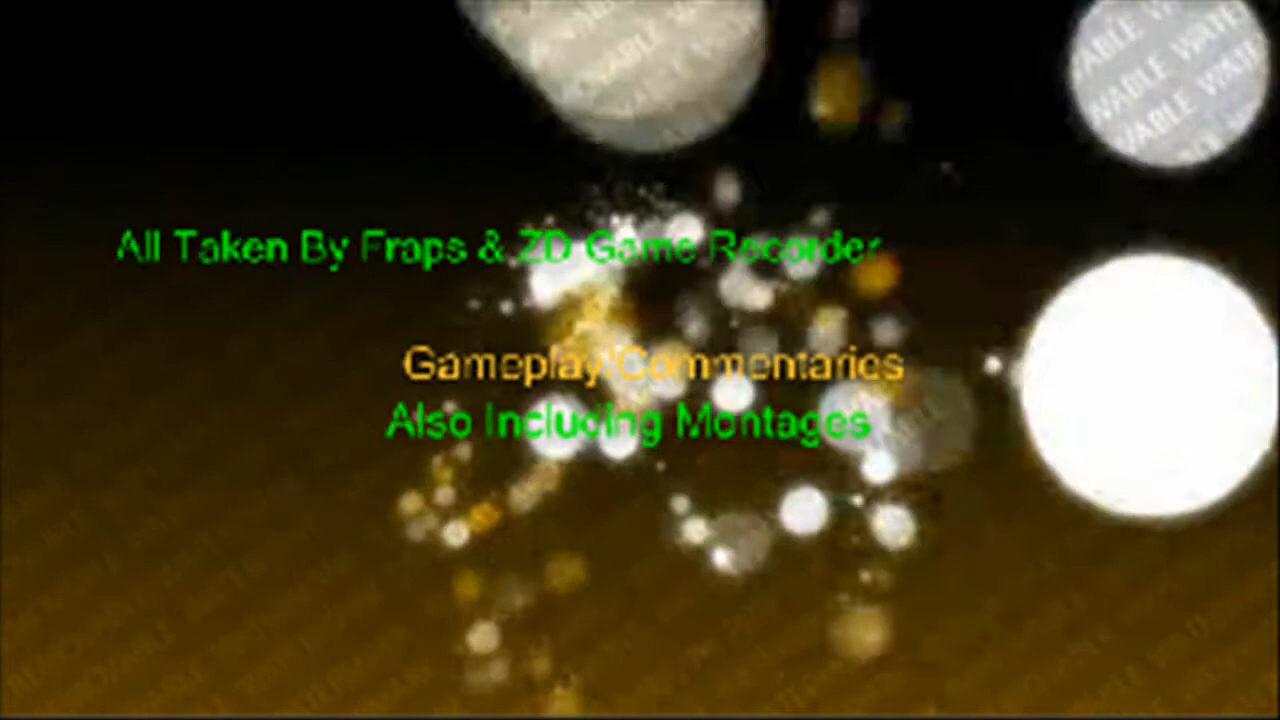 All Taken By Fraps & ZD Game Recorder
Gameplay/Commentaries
Also Including Montages